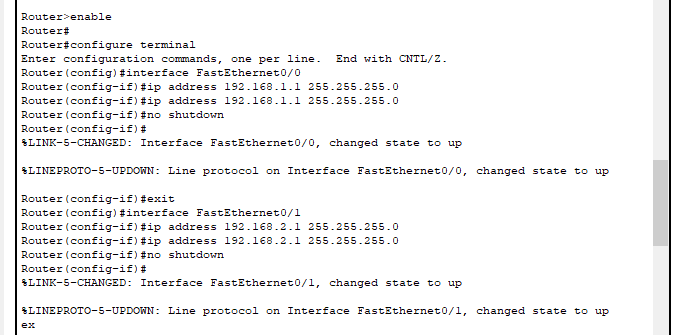 Router>enable
Router#
Router#configure terminal
Enter configuration commands, one per line.  End with CNTL/Z.
Router(config)#interface FastEthernet0/0
Router(config-if)#ip address 192.168.1.1 255.255.255.0
Router(config-if)#ip address 192.168.1.1 255.255.255.0
Router(config-if)#no shutdown
Router(config-if)#
%LINK-5-CHANGED: Interface FastEthernet0/0, changed state to up
%LINEPROTO-5-UPDOWN: Line protocol on Interface FastEthernet0/0, changed state to up
Router(config-if)#exit
Router(config)#interface FastEthernet0/1
Router(config-if)#ip address 192.168.2.1 255.255.255.0
Router(config-if)#ip address 192.168.2.1 255.255.255.0
Router(config-if)#no shutdown
Router(config-if)#
%LINK-5-CHANGED: Interface FastEthernet0/1, changed state to up
%LINEPROTO-5-UPDOWN: Line protocol on Interface FastEthernet0/1, changed state to up
ex